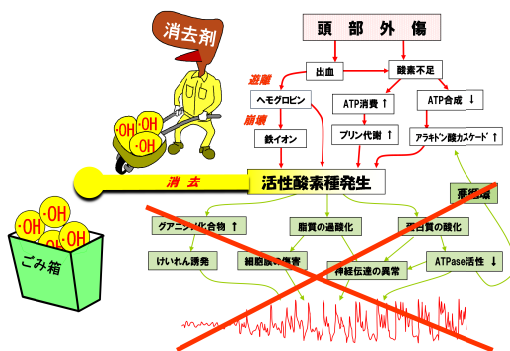 消去剤
頭部外傷
出血
酸素不足
遊離
ヘモグロビン
ATP消費 ↑
ATP合成 ↓
崩壊
鉄イオン
プリン代謝 ↑
アラキドン酸カスケード ↑
・OH
・OH
・OH
消去
活性酸素種発生
グアニジノ化合物 ↑
脂質の過酸化
蛋白質の酸化
けいれん誘発
細胞膜の傷害
神経伝達の異常
ATPase活性 ↓
・OH
・OH
・OH
ごみ箱